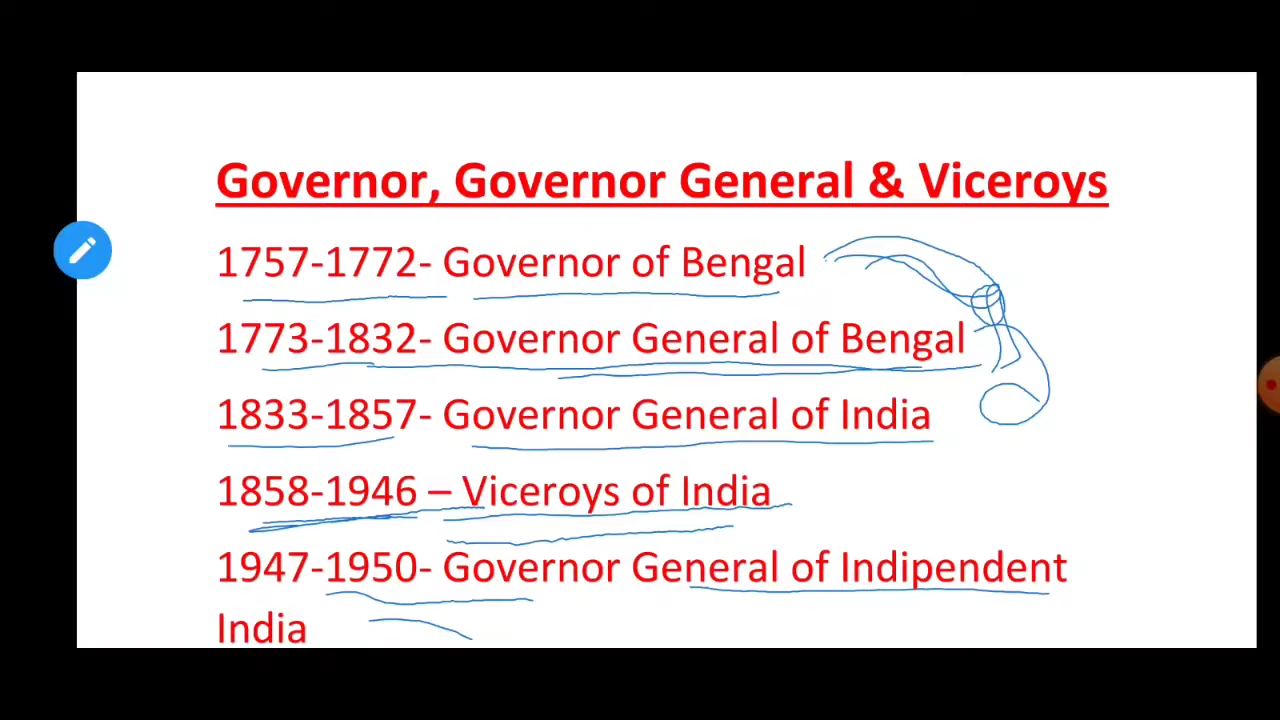 Governor, Governor General & Viceroys
1757-1772- Governor of Bengal
1773-1832- Governor General of Bengal
1833-1857- Governor General of India
1858-1946 – Viceroys of India
1947-1950- Governor General of Indipendent
India